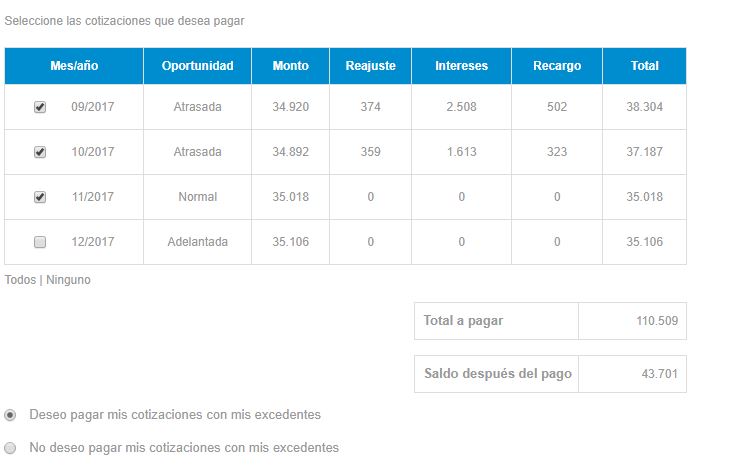 Seleccione las cotizaciones que desea pagar
Mes/año Oportunidad Monto Reajuste Intereses Recargo Total
09/2017 Atrasada 34.920 374 2.508 502 38.304
10/2017 Atrasada 34.892 359 1.613 323 37.187
11/2017 Normal 35.018 0 0 0 35.018
12/2017 Adelantada 35.106 0 0 0 35.106
Todos | Ninguno
Total a pagar 110.509
Saldo después del pago 43.701
Deseo pagar mis cotizaciones con mis excedentes
No deseo pagar mis cotizaciones con mis excedentes